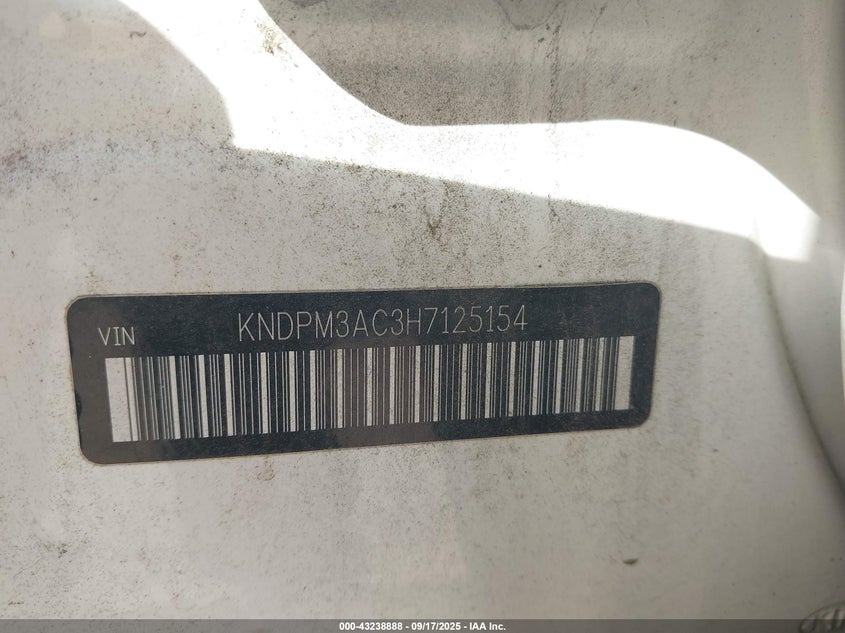 VIN KNDPM3AC3H7125154
000-43238888 - 09/17/2025 - IAA Inc.